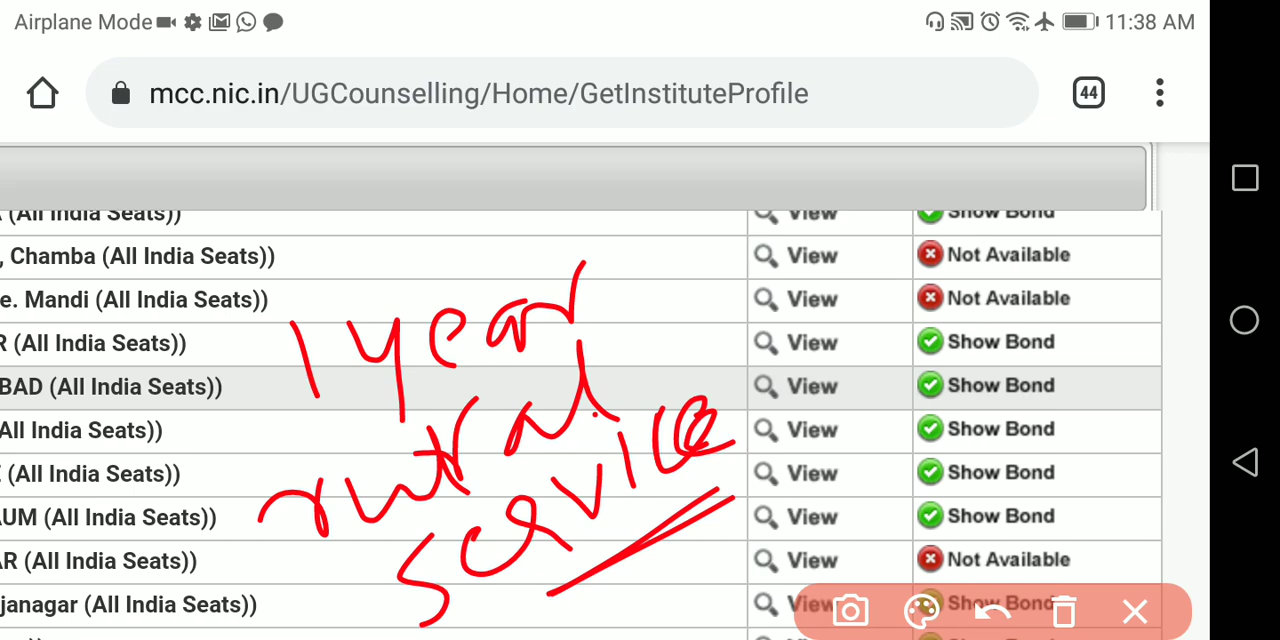 Airplane Mode 11:38 AM
mcc.nic.in/UGCounselling/Home/GetInstituteProfile 44
(All India Seats)) View Show Bond
, Chamba (All India Seats)) View Not Available
e. Mandi (All India Seats)) View Not Available
R (All India Seats)) View Show Bond
BAD (All India Seats)) View Show Bond
All India Seats)) View Show Bond
(All India Seats)) View Show Bond
AUM (All India Seats)) View Show Bond
AR (All India Seats)) View Not Available
janagar (All India Seats)) View Show Bond
1 year
rural
service